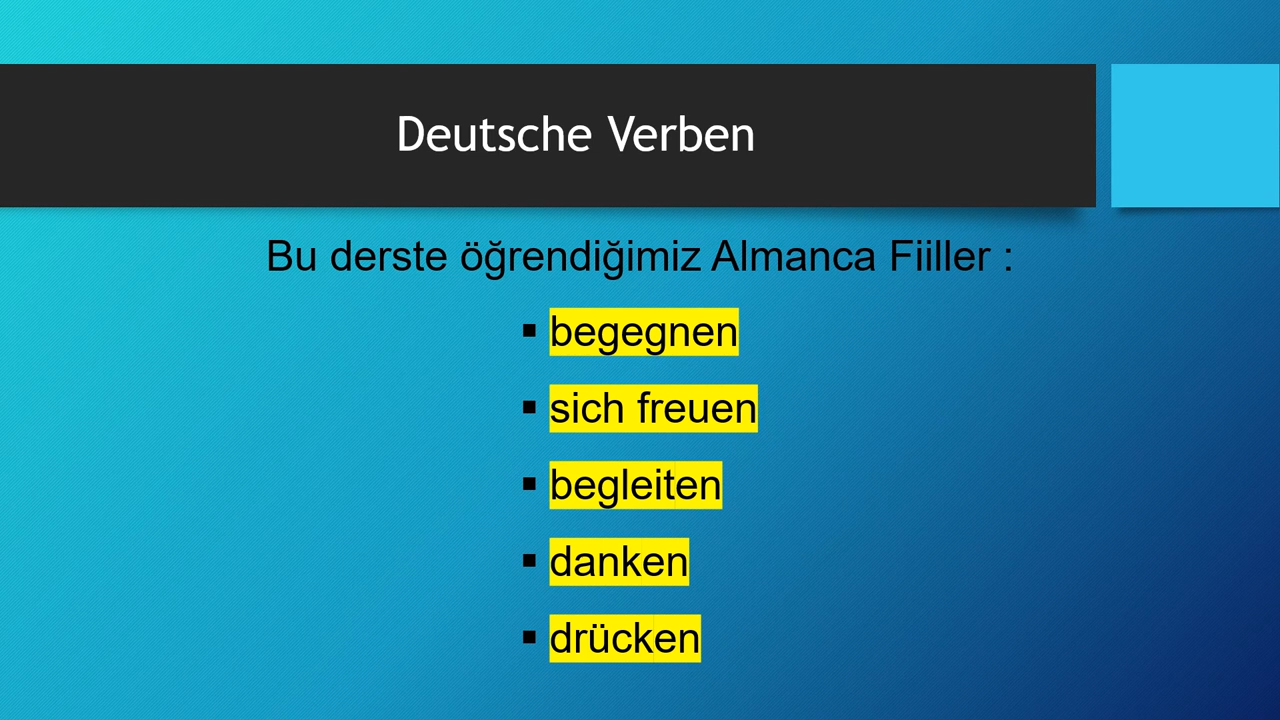 Deutsche Verben
Bu derste öğrendiğimiz Almanca Fiiller :
▪ begegnen
▪ sich freuen
▪ begleiten
▪ danken
▪ drücken